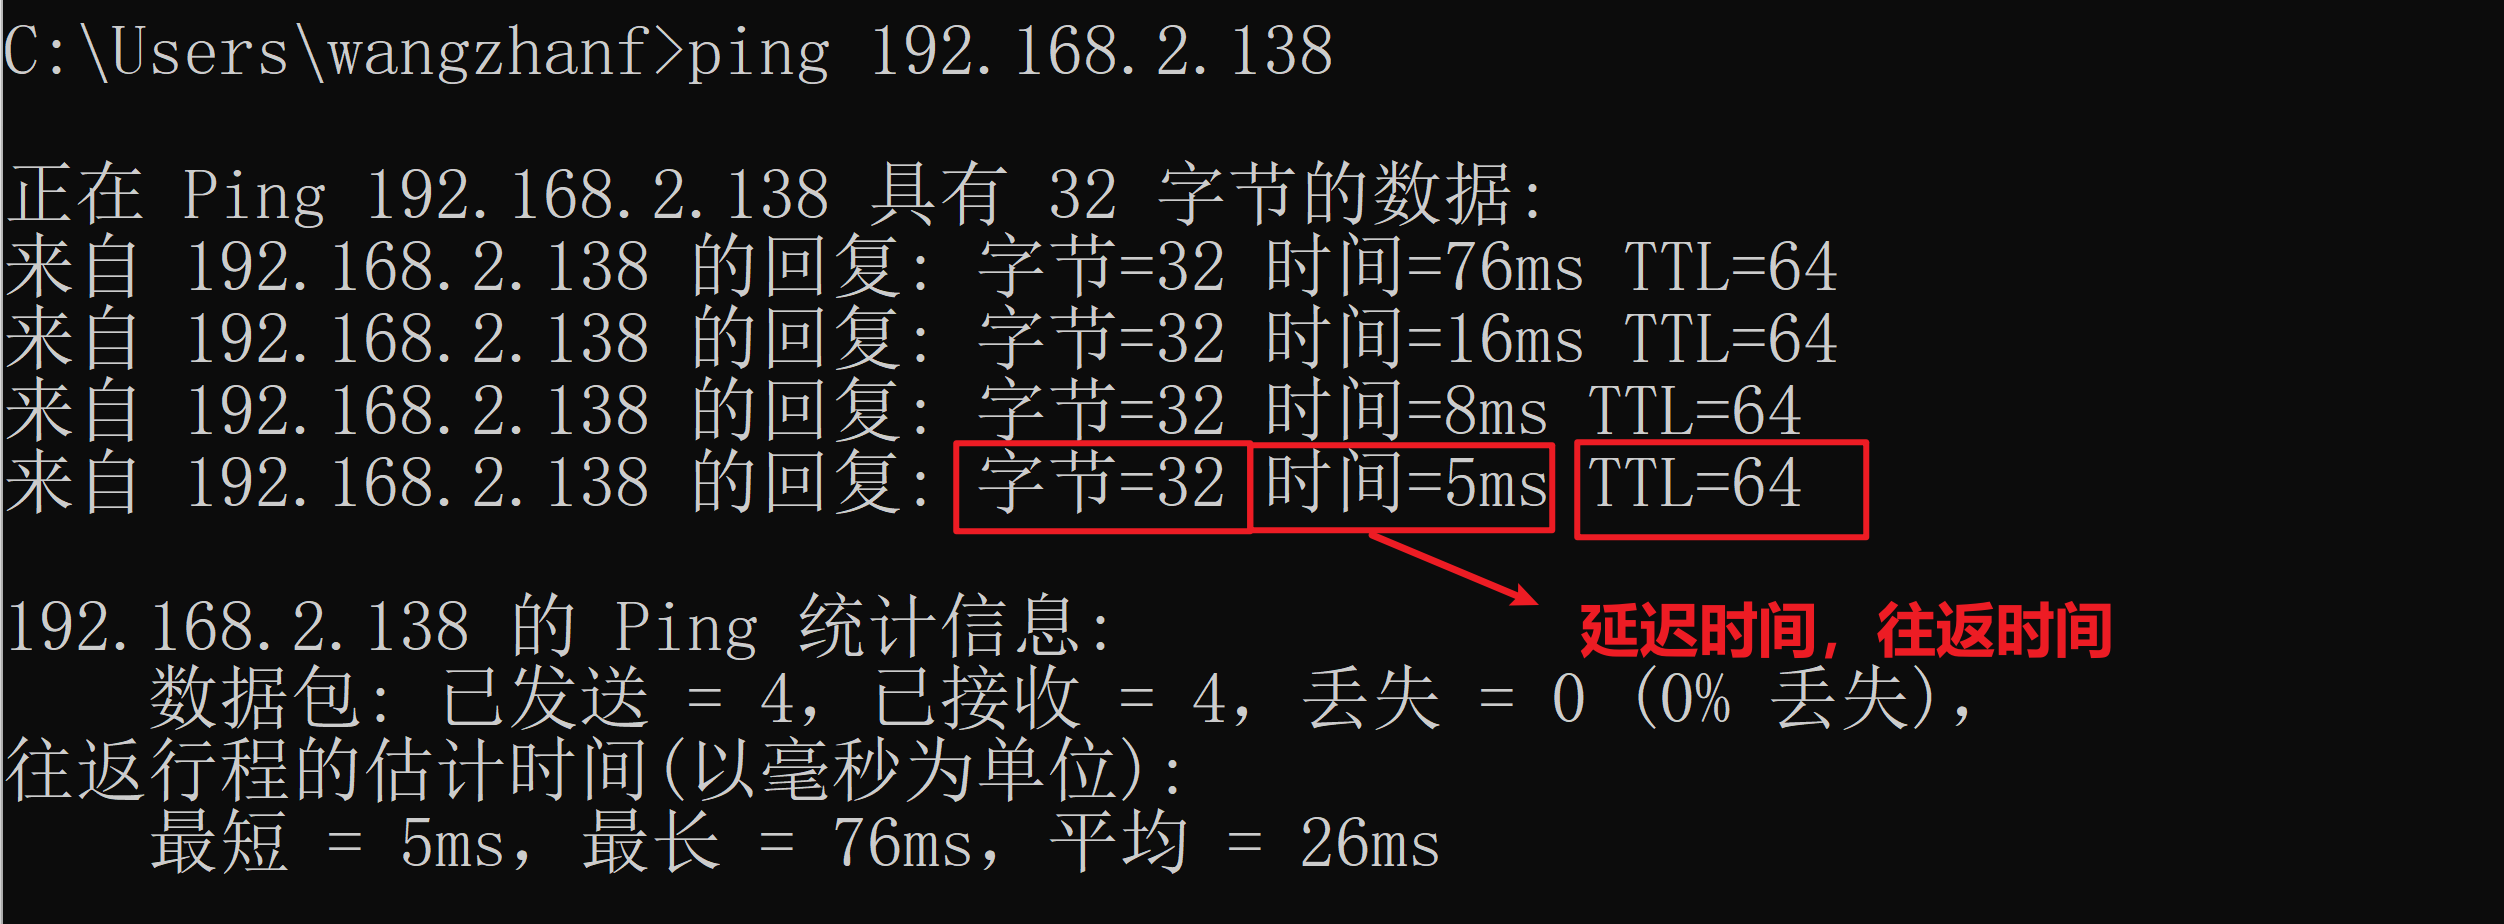 C:\Users\wangzhanf>ping 192.168.2.138
正在 Ping 192.168.2.138 具有 32 字节的数据:
来自 192.168.2.138 的回复: 字节=32 时间=76ms TTL=64
来自 192.168.2.138 的回复: 字节=32 时间=16ms TTL=64
来自 192.168.2.138 的回复: 字节=32 时间=8ms TTL=64
来自 192.168.2.138 的回复: 字节=32 时间=5ms TTL=64
延迟时间，往返时间
192.168.2.138 的 Ping 统计信息:
数据包: 已发送 = 4，已接收 = 4，丢失 = 0 (0% 丢失)，
往返行程的估计时间(以毫秒为单位):
最短 = 5ms，最长 = 76ms，平均 = 26ms